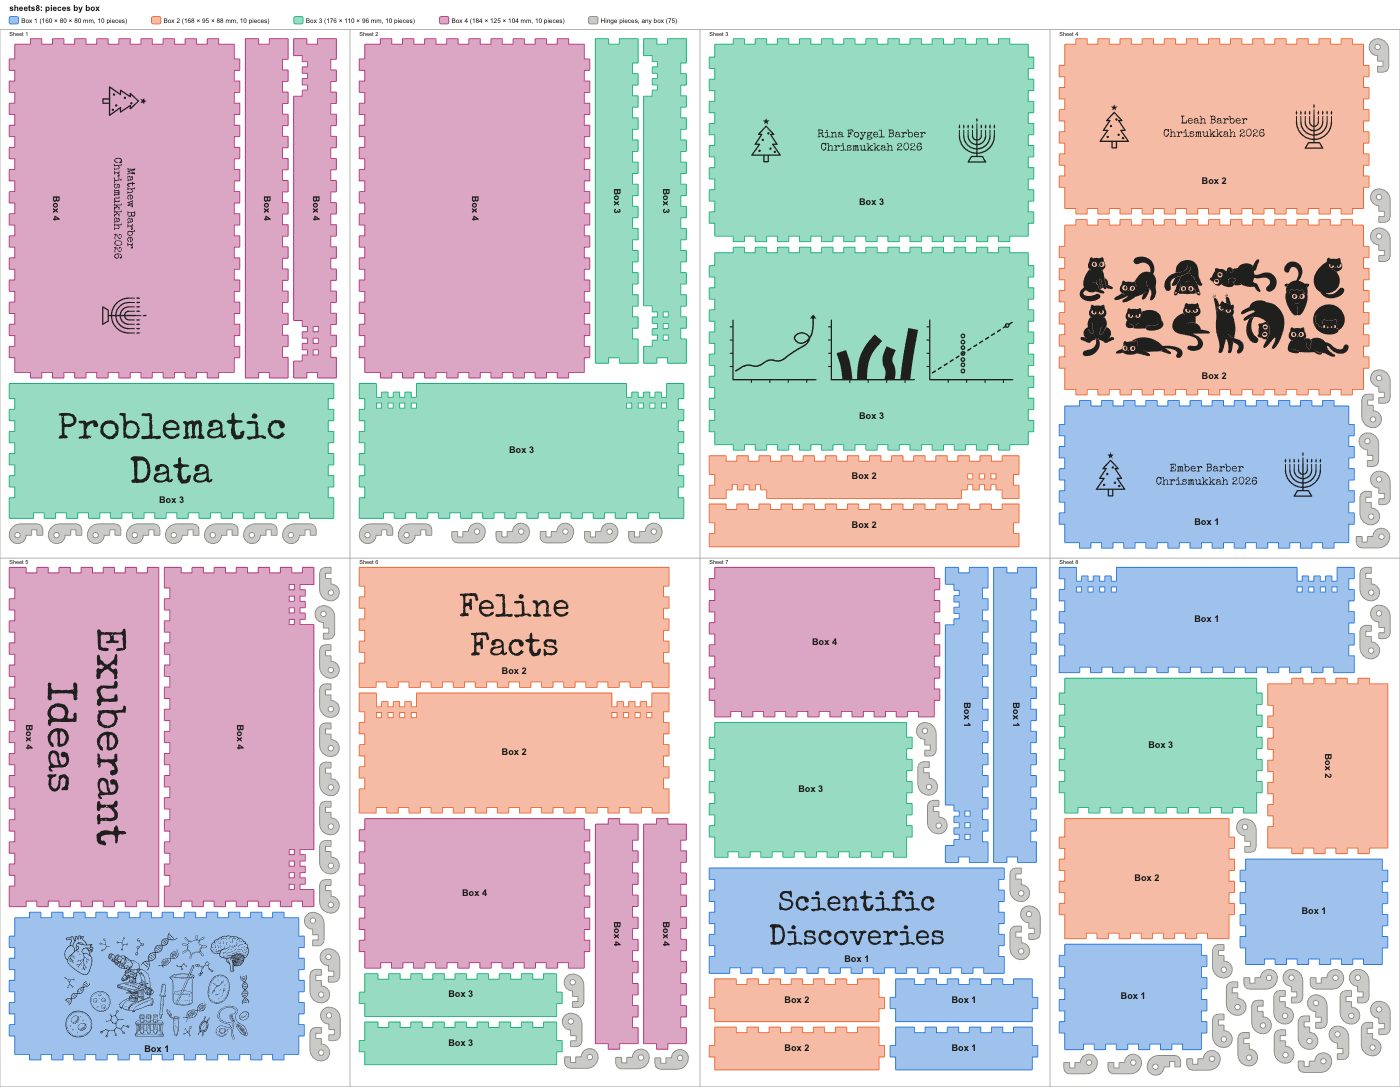 sheets8: pieces by box
Box 1 (160 × 80 × 80 mm, 10 pieces)
Box 2 (168 × 95 × 88 mm, 10 pieces)
Box 3 (176 × 110 × 96 mm, 10 pieces)
Box 4 (184 × 125 × 104 mm, 10 pieces)
Hinge pieces, any box (75)
Sheet 1
Box 4
Mathew Barber
Chrismukkah 2026
Box 4
Box 4
Problematic
Data
Box 3
Sheet 2
Box 4
Box 3
Box 3
Box 3
Sheet 3
Rina Foygel Barber
Chrismukkah 2026
Box 3
Box 3
Box 2
Box 2
Sheet 4
Leah Barber
Chrismukkah 2026
Box 2
Box 2
Ember Barber
Chrismukkah 2026
Box 1
Sheet 5
Exuberant
Ideas
Box 4
Box 4
Box 1
Sheet 6
Feline
Facts
Box 2
Box 2
Box 4
Box 4
Box 4
Box 3
Box 3
Sheet 7
Box 4
Box 1
Box 1
Box 3
Scientific
Discoveries
Box 1
Box 2
Box 1
Box 2
Box 1
Sheet 8
Box 1
Box 3
Box 2
Box 2
Box 1
Box 1